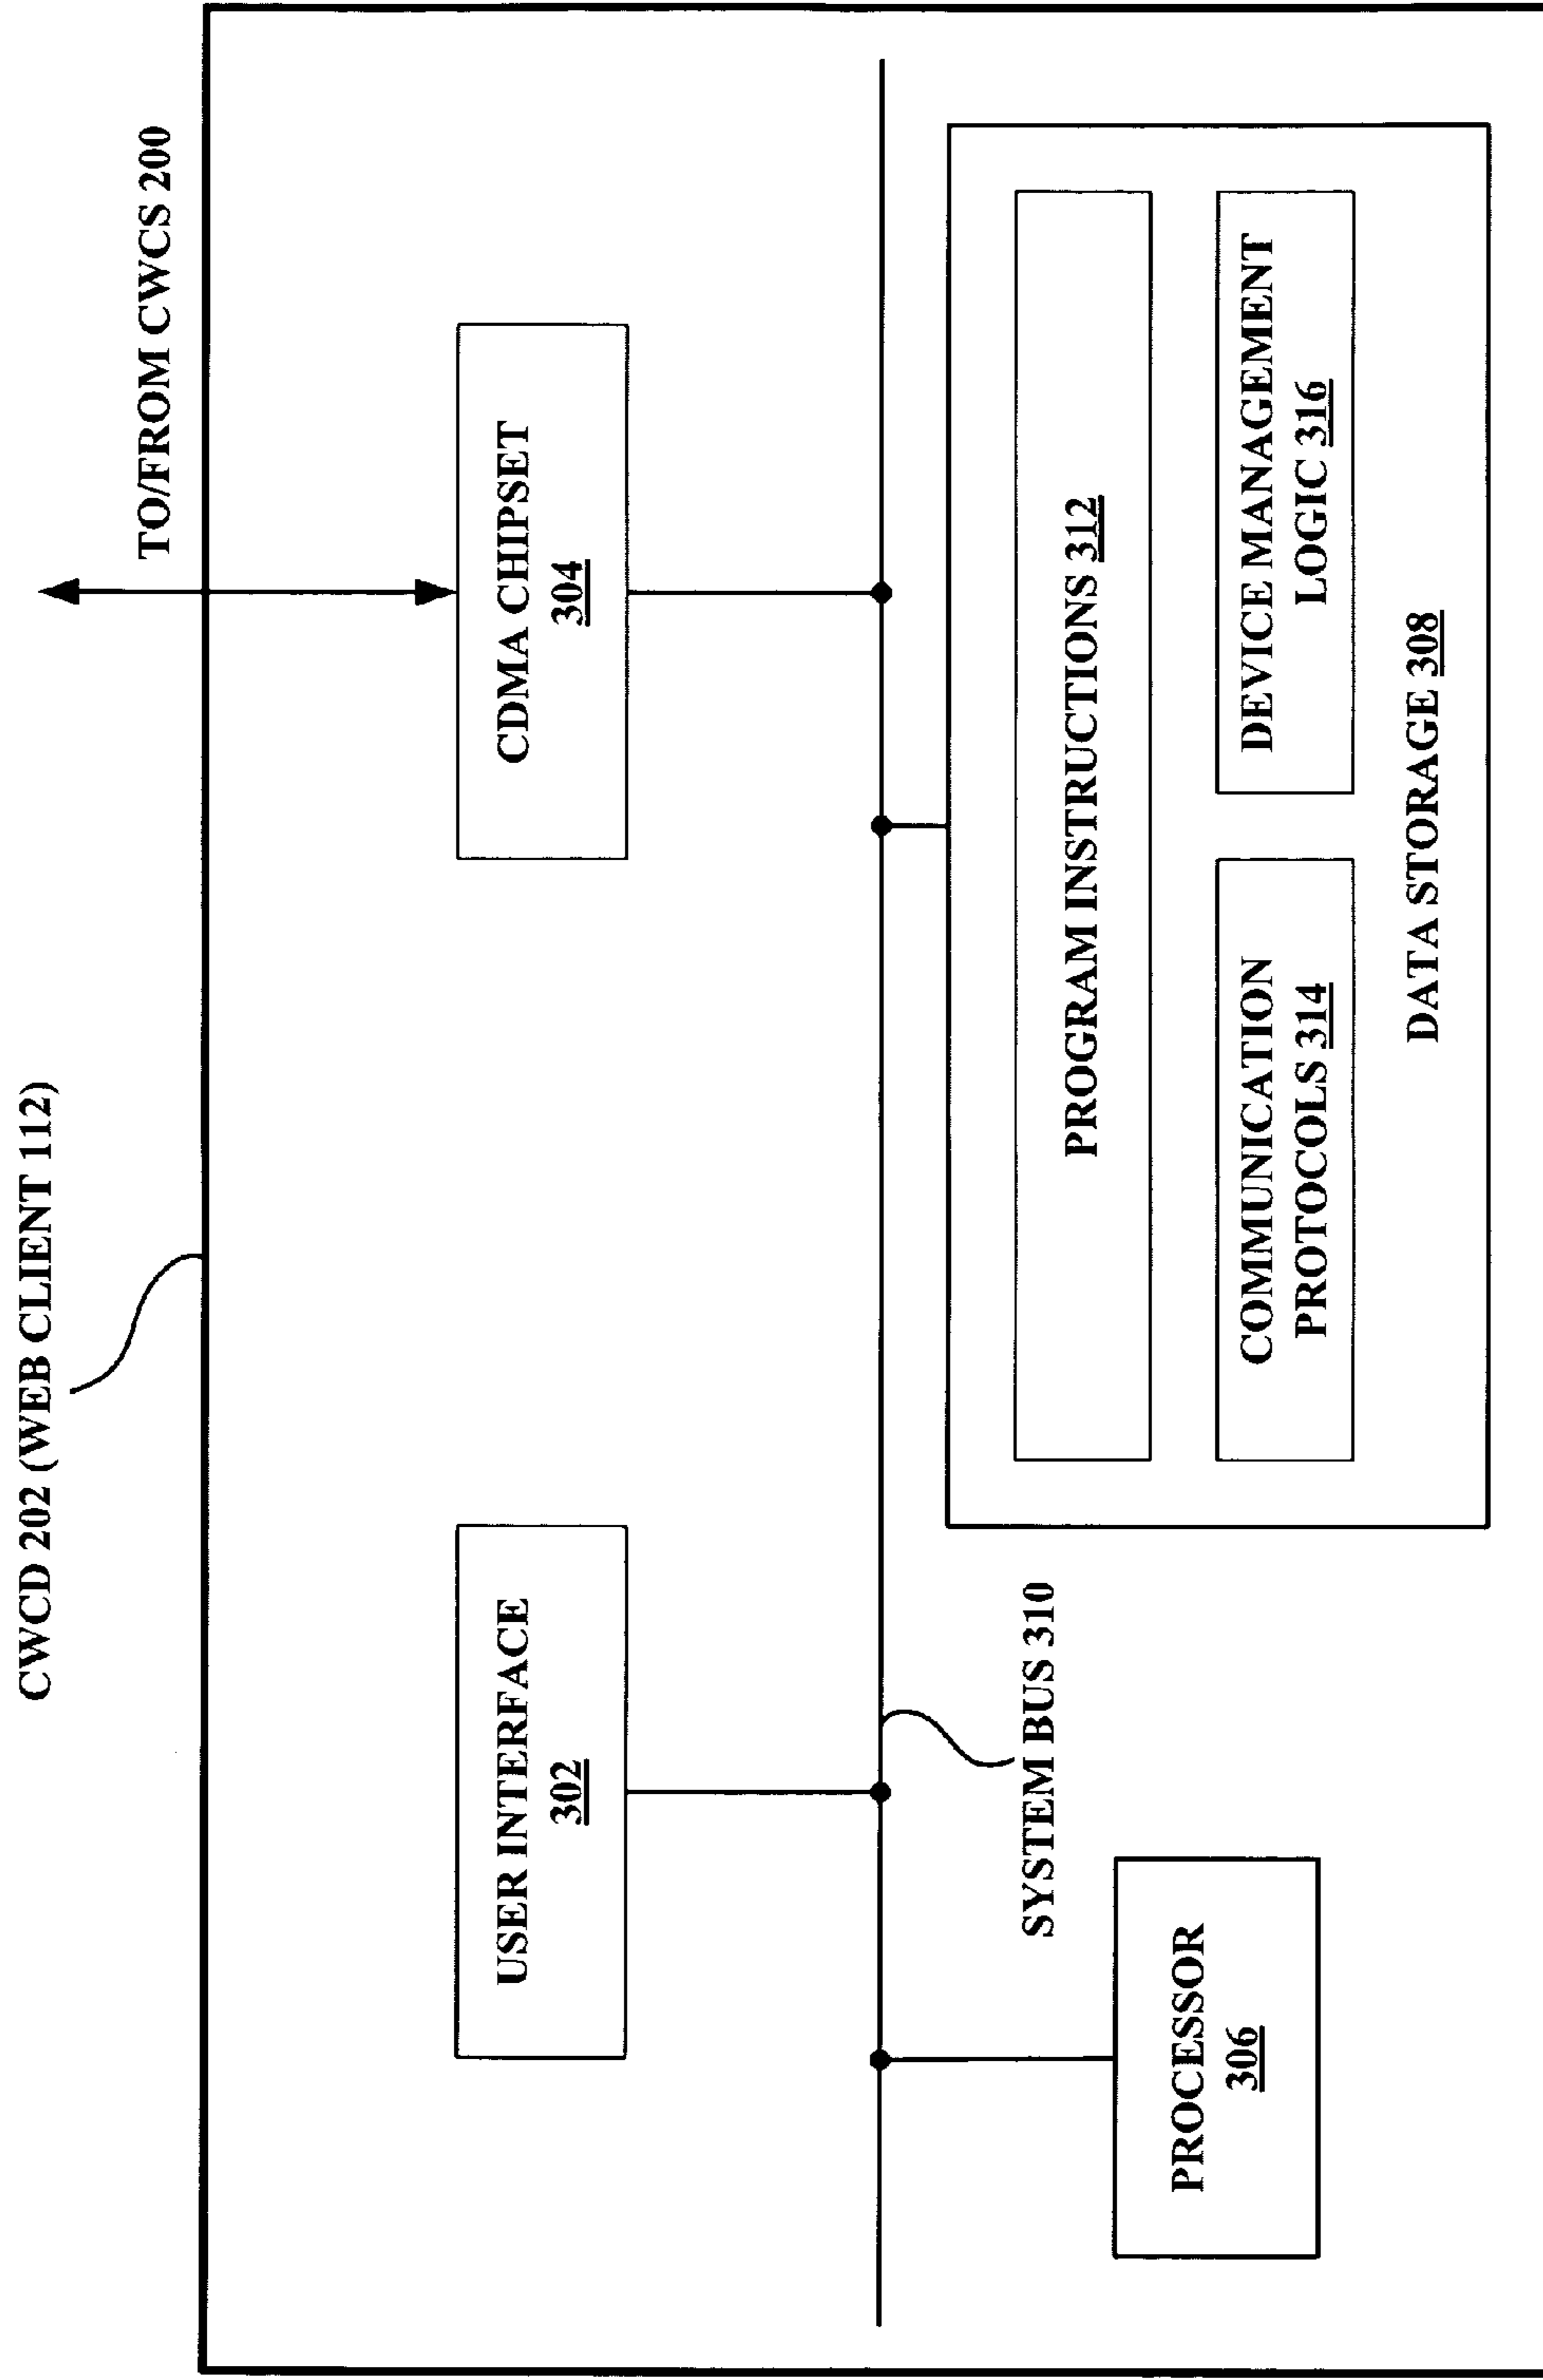 CWCD 202 (WEB CLIENT 112)
TO/FROM CWCS 200
USER INTERFACE
302
CDMA CHIPSET
304
SYSTEM BUS 310
PROCESSOR
306
PROGRAM INSTRUCTIONS 312
COMMUNICATION
PROTOCOLS 314
DEVICE MANAGEMENT
LOGIC 316
DATA STORAGE 308